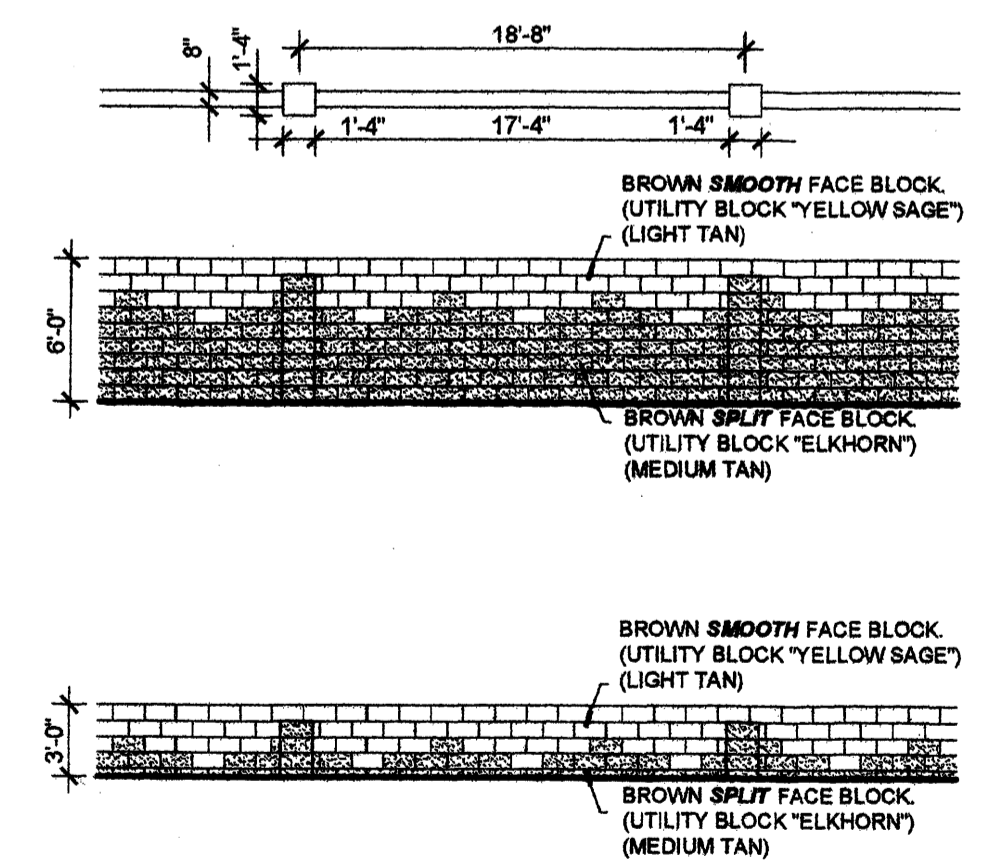 18'-8"
8"
1'-4"
1'-4"
17'-4"
1'-4"
BROWN SMOOTH FACE BLOCK.
(UTILITY BLOCK "YELLOW SAGE")
(LIGHT TAN)
6'-0"
BROWN SPLIT FACE BLOCK.
(UTILITY BLOCK "ELKHORN")
(MEDIUM TAN)
BROWN SMOOTH FACE BLOCK.
(UTILITY BLOCK "YELLOW SAGE")
(LIGHT TAN)
3'-0"
BROWN SPLIT FACE BLOCK.
(UTILITY BLOCK "ELKHORN")
(MEDIUM TAN)